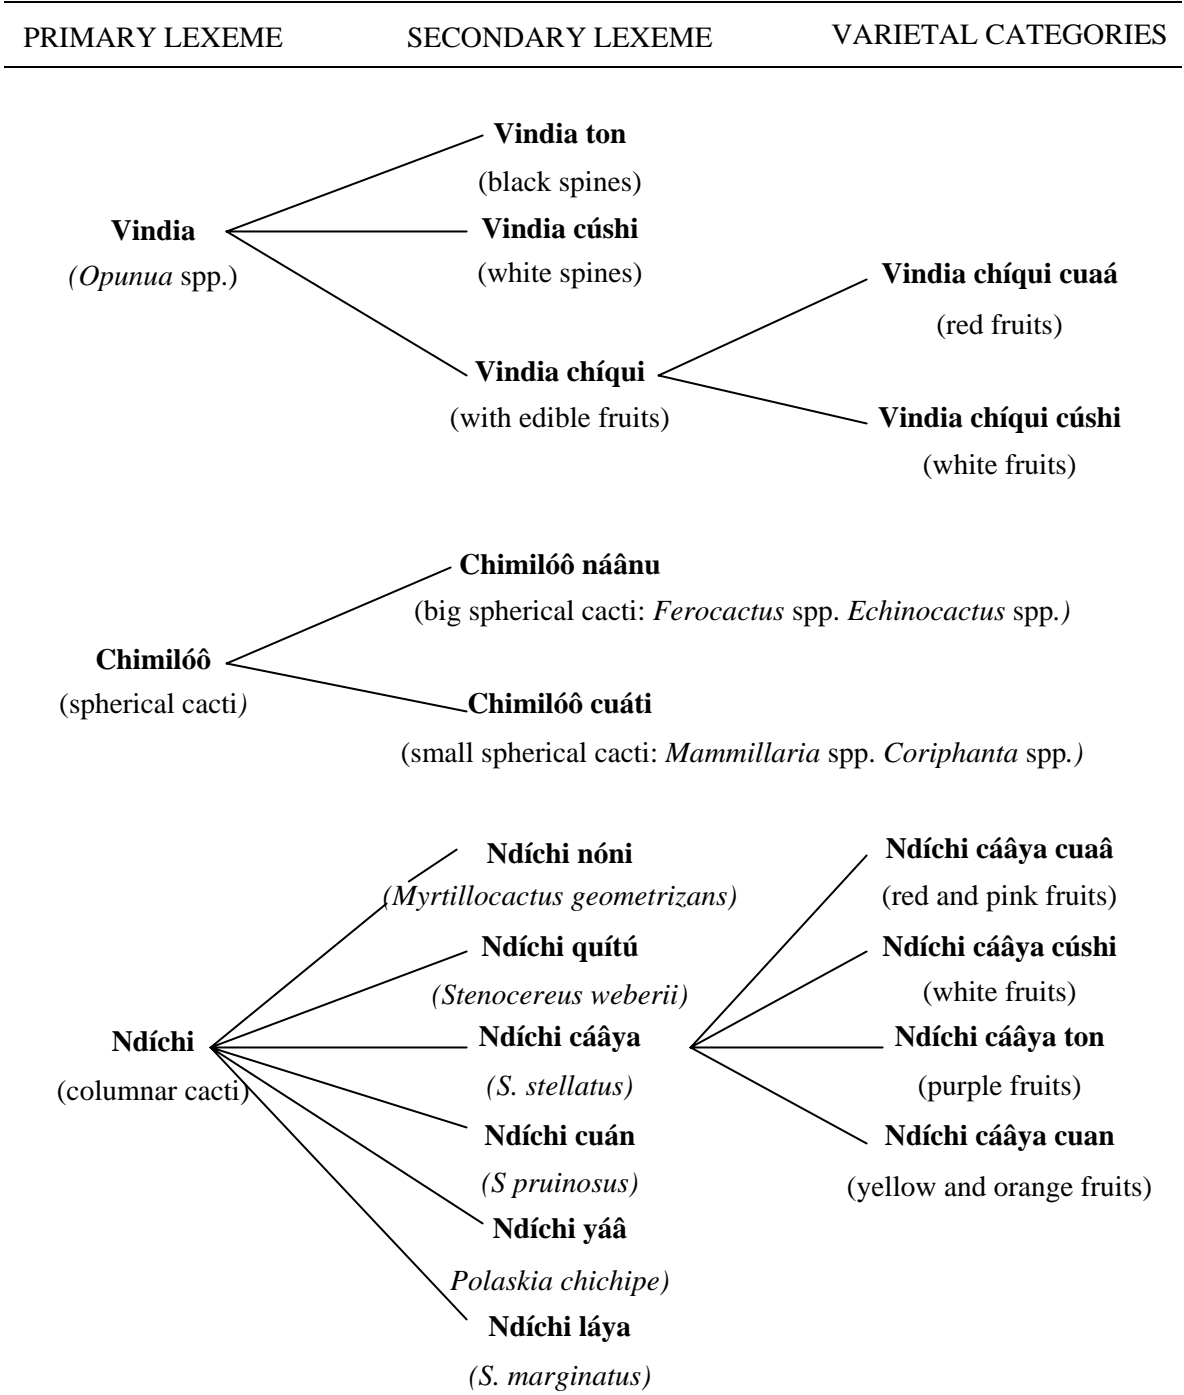 PRIMARY LEXEME SECONDARY LEXEME VARIETAL CATEGORIES
Vindia ton
(black spines)
Vindia
(Opunua spp.)
Vindia cúshi
(white spines)
Vindia chíqui cuaá
(red fruits)
Vindia chíqui
(with edible fruits)
Vindia chíqui cúshi
(white fruits)
Chimilóô náânu
(big spherical cacti: Ferocactus spp. Echinocactus spp.)
Chimilóô
(spherical cacti)
Chimilóô cuáti
(small spherical cacti: Mammillaria spp. Coriphanta spp.)
Ndíchi nóni
(Myrtillocactus geometrizans)
Ndíchi cáâya cuaâ
(red and pink fruits)
Ndíchi quítú
(Stenocereus weberii)
Ndíchi cáâya cúshi
(white fruits)
Ndíchi
(columnar cacti)
Ndíchi cáâya
(S. stellatus)
Ndíchi cáâya ton
(purple fruits)
Ndíchi cuán
(S pruinosus)
Ndíchi cáâya cuan
(yellow and orange fruits)
Ndíchi yáâ
Polaskia chichipe)
Ndíchi láya
(S. marginatus)